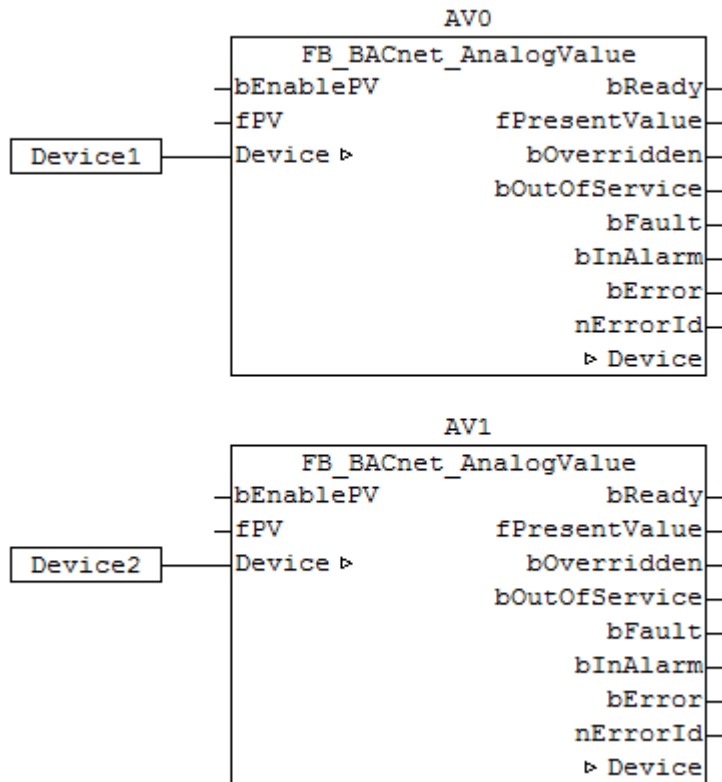 AV0
FB_BACnet_AnalogValue
bEnablePV bReady
fPV fPresentValue
Device1 Device bOverridden
bOutOfService
bFault
bInAlarm
bError
nErrorId
Device
AV1
FB_BACnet_AnalogValue
bEnablePV bReady
fPV fPresentValue
Device2 Device bOverridden
bOutOfService
bFault
bInAlarm
bError
nErrorId
Device